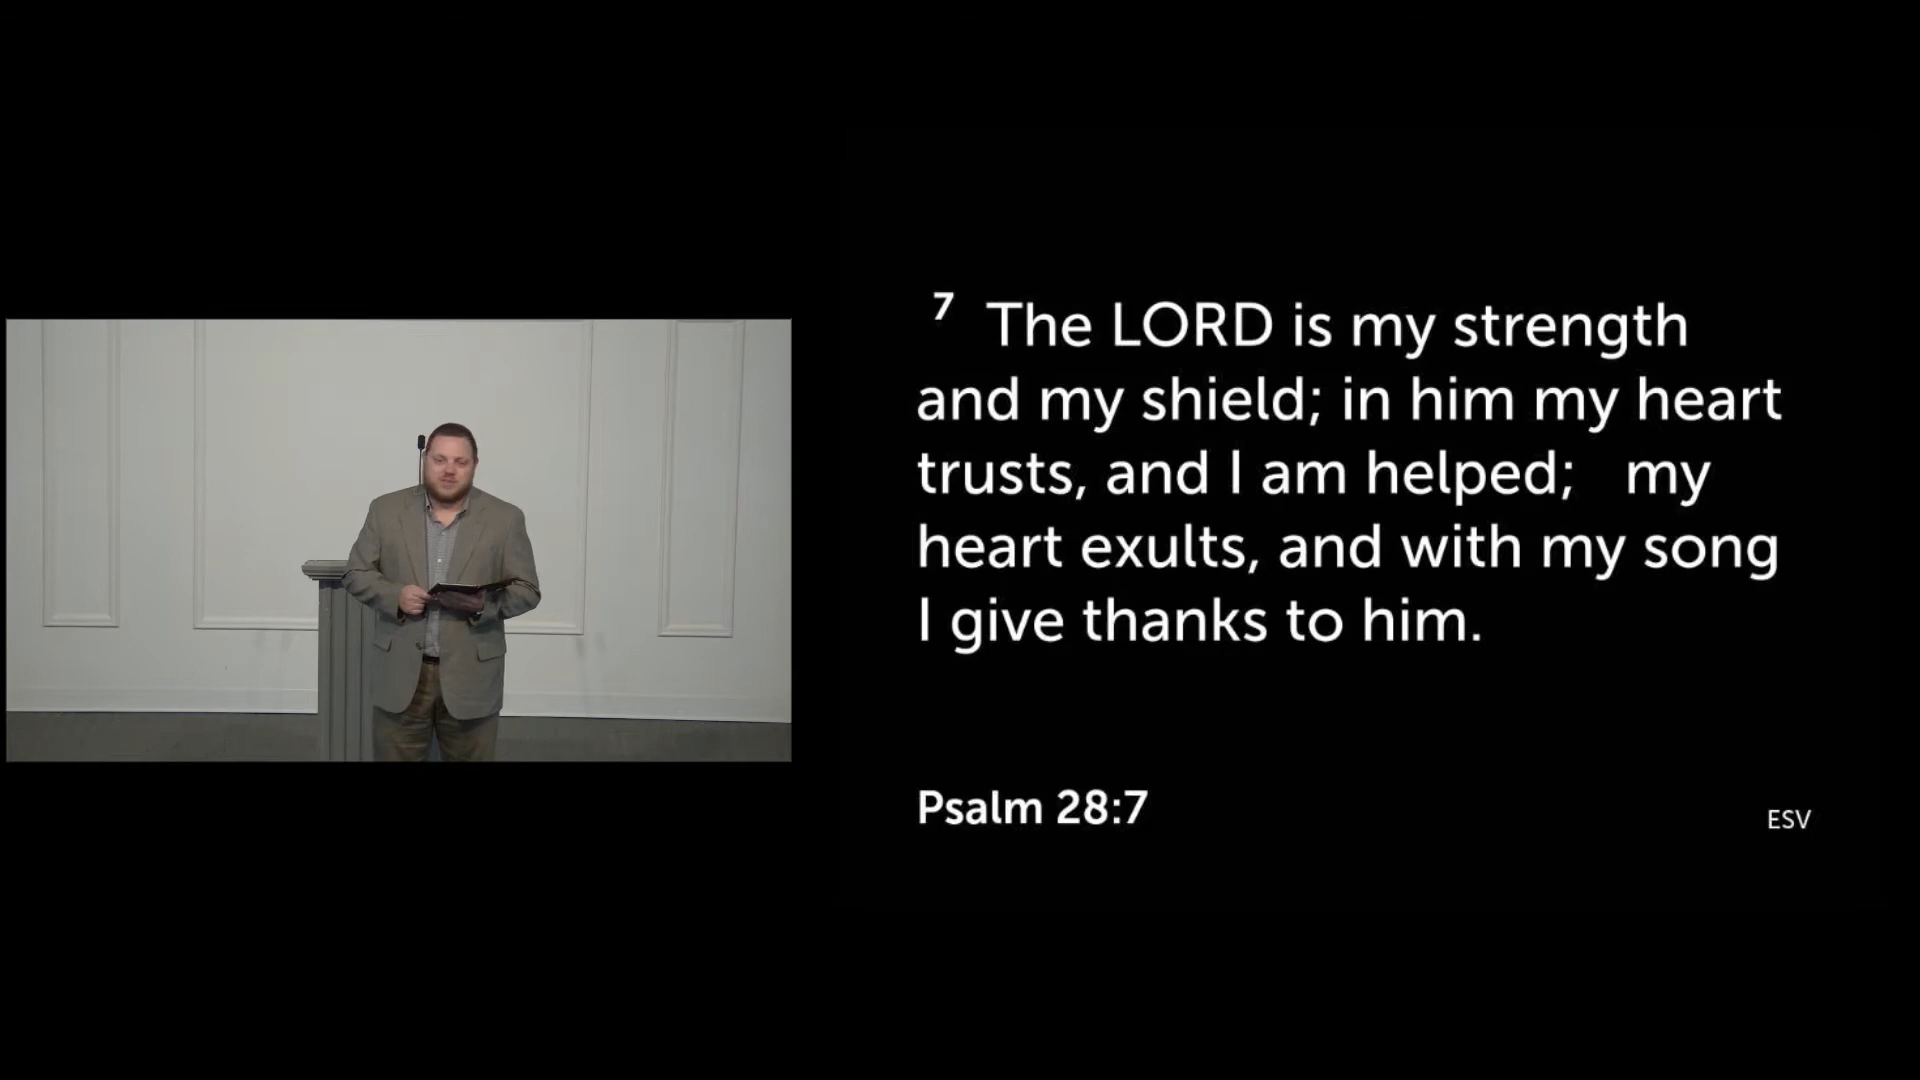 7 The LORD is my strength
and my shield; in him my heart
trusts, and I am helped; my
heart exults, and with my song
I give thanks to him.
Psalm 28:7
ESV